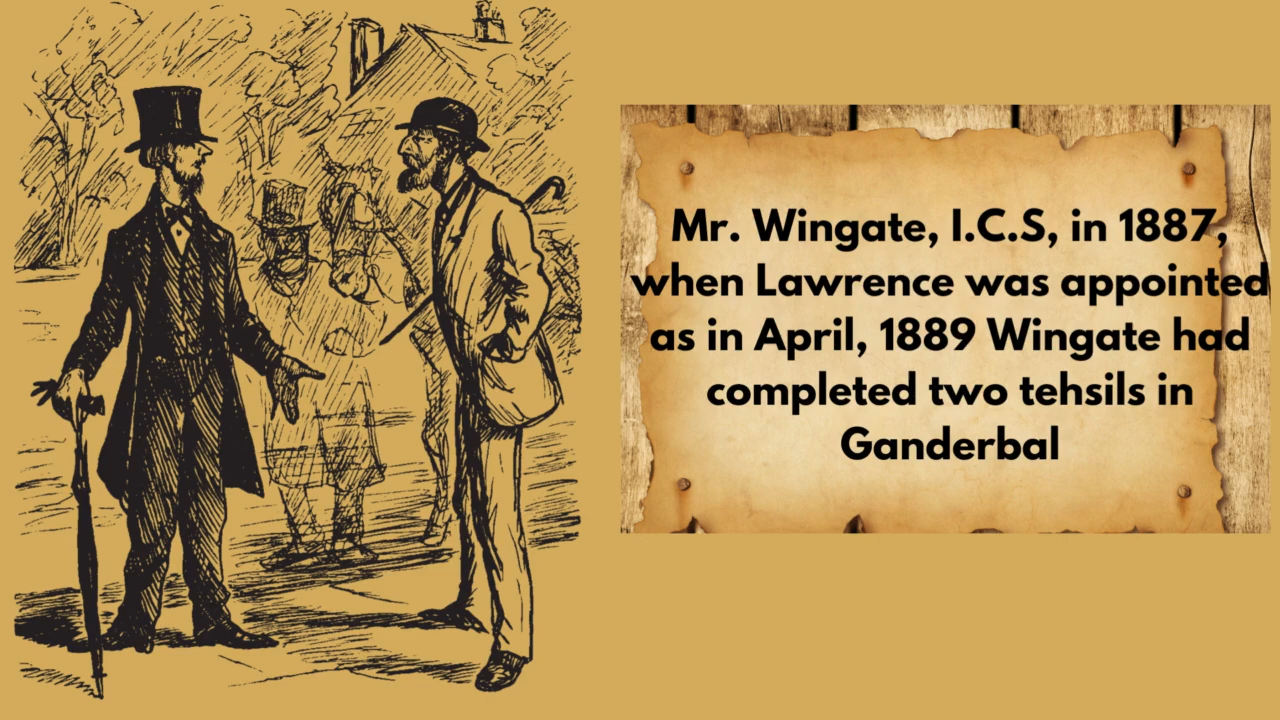 Mr. Wingate, I.C.S, in 1887,
when Lawrence was appointed
as in April, 1889 Wingate had
completed two tehsils in
Ganderbal